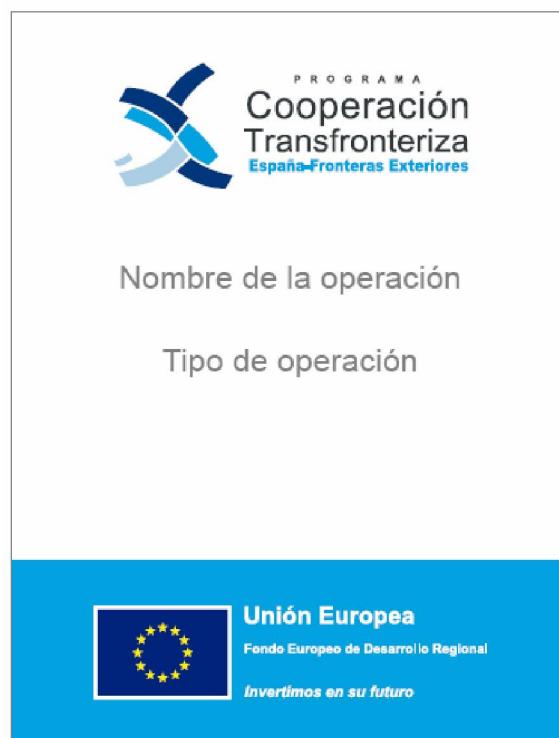 PROGRAMA
Cooperación
Transfronteriza
España-Fronteras Exteriores
Nombre de la operación
Tipo de operación
Unión Europea
Fondo Europeo de Desarrollo Regional
Invertimos en su futuro